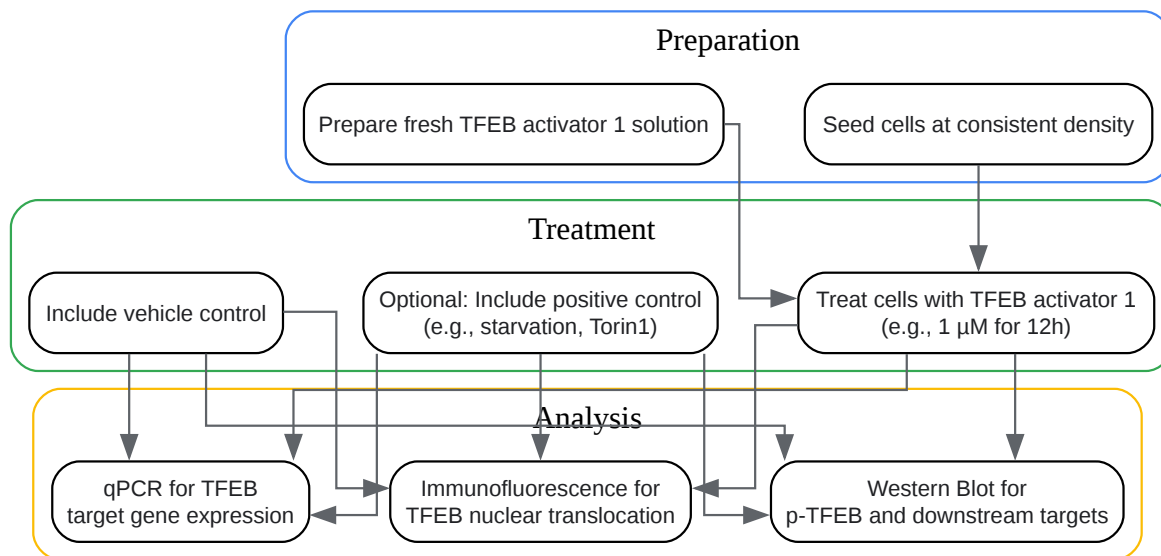 Preparation
Prepare fresh TFEB activator 1 solution
Seed cells at consistent density
Treatment
Include vehicle control
Optional: Include positive control
(e.g., starvation, Torin1)
Treat cells with TFEB activator 1
(e.g., 1 µM for 12h)
Analysis
qPCR for TFEB
target gene expression
Immunofluorescence for
TFEB nuclear translocation
Western Blot for
p-TFEB and downstream targets